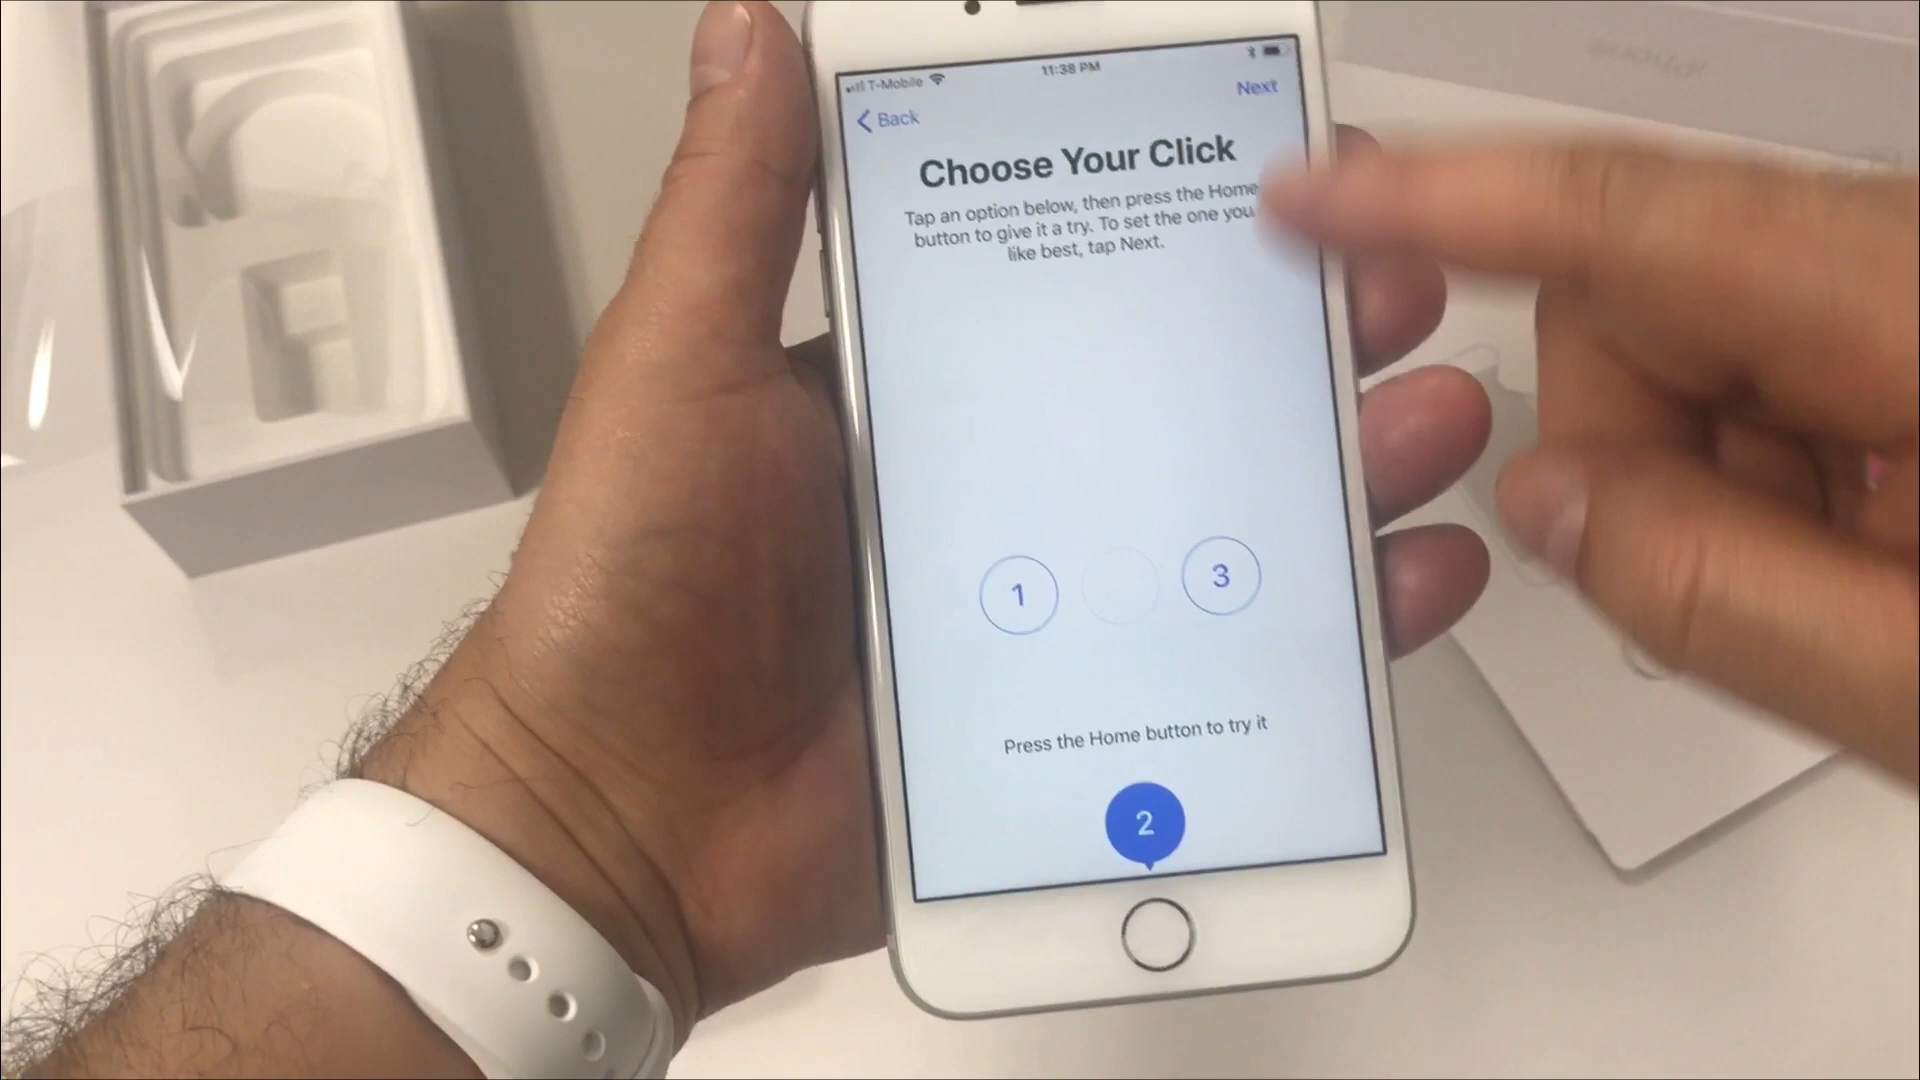 T-Mobile
11:38 PM
Back
Next
Choose Your Click
Tap an option below, then press the Home
button to give it a try. To set the one you
like best, tap Next.
1
3
Press the Home button to try it
2
iPhone